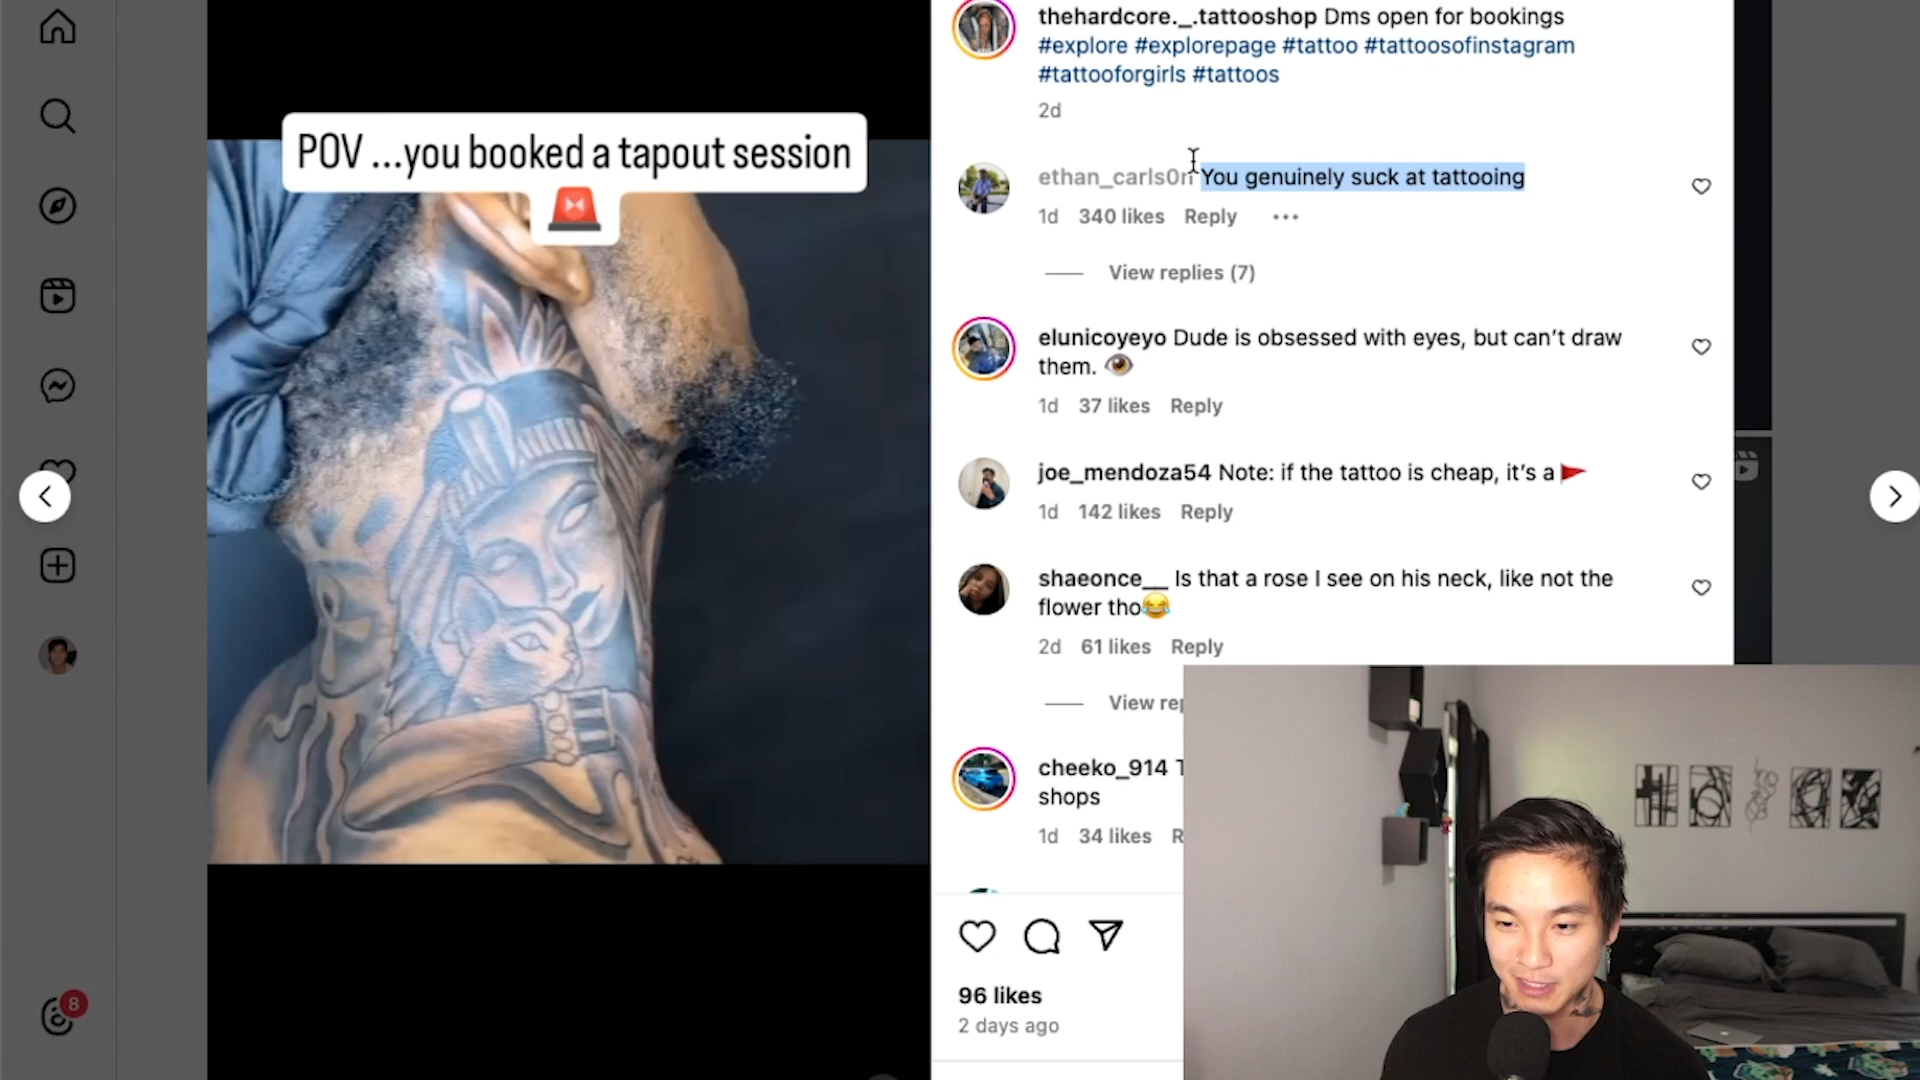 POV ...you booked a tapout session
thehardcore._.tattooshop Dms open for bookings
#explore #explorepage #tattoo #tattoosofinstagram
#tattooforgirls #tattoos
2d
ethan_carls0n You genuinely suck at tattooing
1d 340 likes Reply
View replies (7)
elunicoyeyo Dude is obsessed with eyes, but can’t draw
them. 👁️
1d 37 likes Reply
joe_mendoza54 Note: if the tattoo is cheap, it’s a 🚩
1d 142 likes Reply
shaeonce__ Is that a rose I see on his neck, like not the
flower tho😂
2d 61 likes Reply
View
cheeko_914
shops
1d 34 likes
96 likes
2 days ago
8